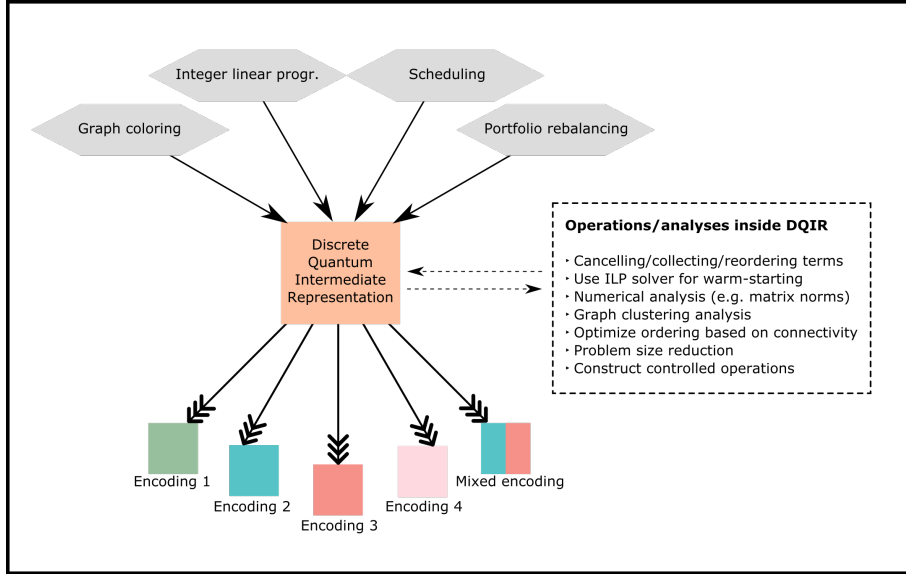 Integer linear progr.
Scheduling
Graph coloring
Portfolio rebalancing
Discrete
Quantum
Intermediate
Representation
Operations/analyses inside DQIR
‣ Cancelling/collecting/reordering terms
‣ Use ILP solver for warm-starting
‣ Numerical analysis (e.g. matrix norms)
‣ Graph clustering analysis
‣ Optimize ordering based on connectivity
‣ Problem size reduction
‣ Construct controlled operations
Encoding 1
Encoding 2
Encoding 3
Encoding 4
Mixed encoding